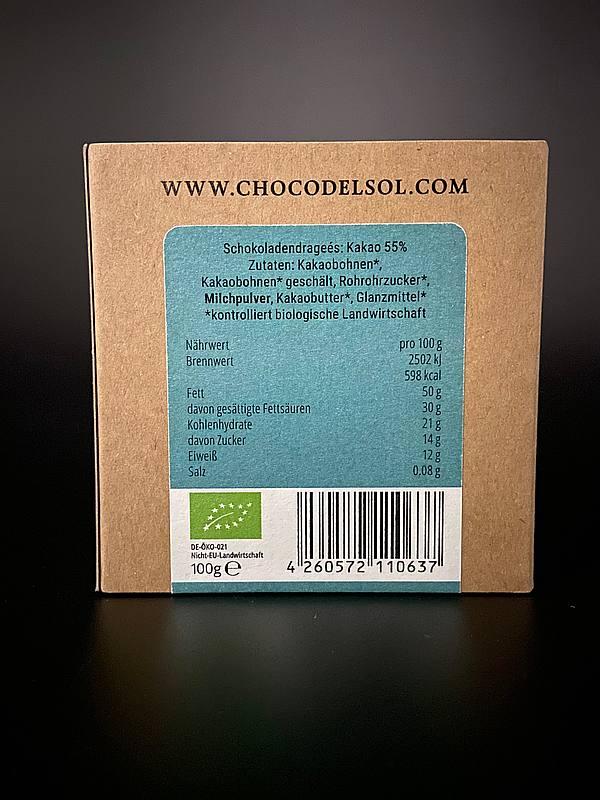 WWW.CHOCODELSOL.COM
Schokoladendrageés: Kakao 55%
Zutaten: Kakaobohnen*,
Kakaobohnen* geschält, Rohrohrzucker*,
Milchpulver, Kakaobutter*, Glanzmittel*
*kontrolliert biologische Landwirtschaft
Nährwert pro 100 g
Brennwert 2502 kJ
598 kcal
Fett 50 g
davon gesättigte Fettsäuren 30 g
Kohlenhydrate 21 g
davon Zucker 14 g
Eiweiß 12 g
Salz 0,08 g
DE-ÖKO-021
Nicht-EU-Landwirtschaft
100g ℮
4 260572 110637